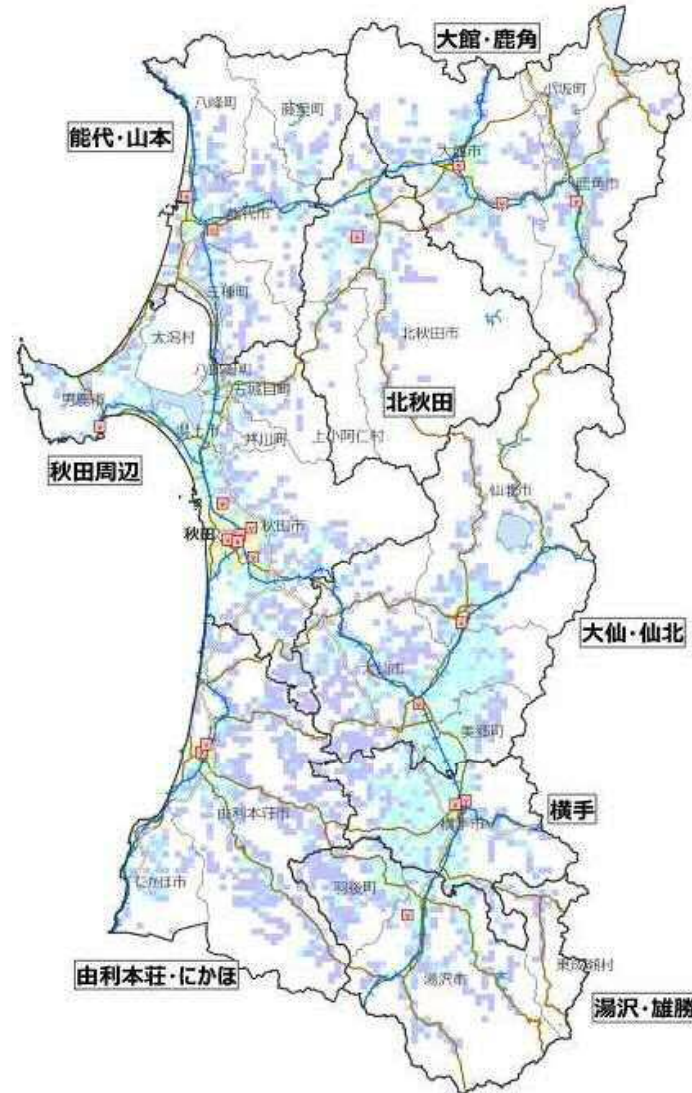 大館・鹿角
小坂町
八峰町
藤里町
能代・山本
大館市
鹿角市
能代市
三種町
大潟村
北秋田市
八郎潟町
五城目町
北秋田
男鹿市
潟上市
井川町
上小阿仁村
秋田周辺
仙北市
秋田市
秋田
大仙・仙北
大仙市
美郷町
横手
横手市
由利本荘市
にかほ市
羽後町
東成瀬村
由利本荘・にかほ
湯沢市
湯沢・雄勝